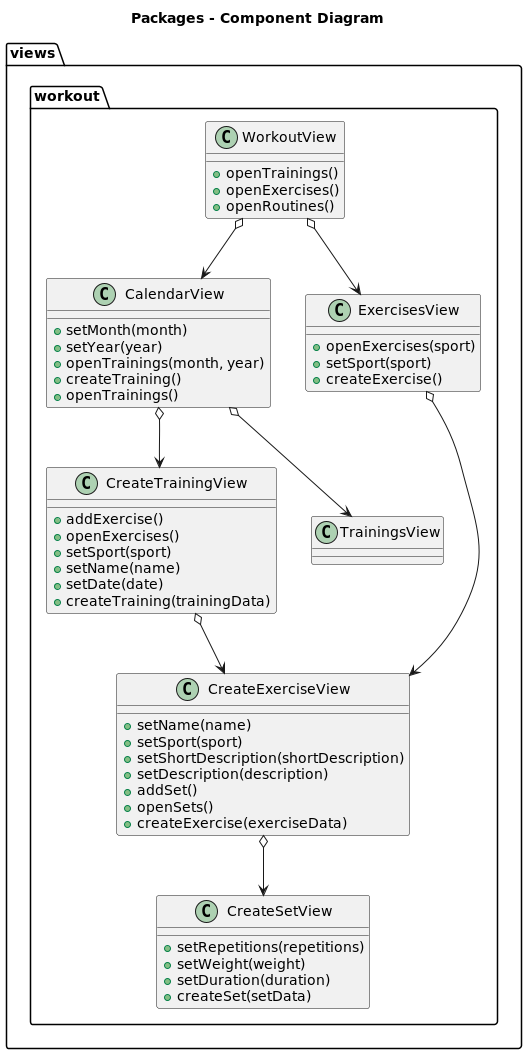 Packages - Component Diagram
views
workout
C WorkoutView
openTrainings()
openExercises()
openRoutines()
C CalendarView
setMonth(month)
setYear(year)
openTrainings(month, year)
createTraining()
openTrainings()
C ExercisesView
openExercises(sport)
setSport(sport)
createExercise()
C CreateTrainingView
addExercise()
openExercises()
setSport(sport)
setName(name)
setDate(date)
createTraining(trainingData)
C TrainingsView
C CreateExerciseView
setName(name)
setSport(sport)
setShortDescription(shortDescription)
setDescription(description)
addSet()
openSets()
createExercise(exerciseData)
C CreateSetView
setRepetitions(repetitions)
setWeight(weight)
setDuration(duration)
createSet(setData)